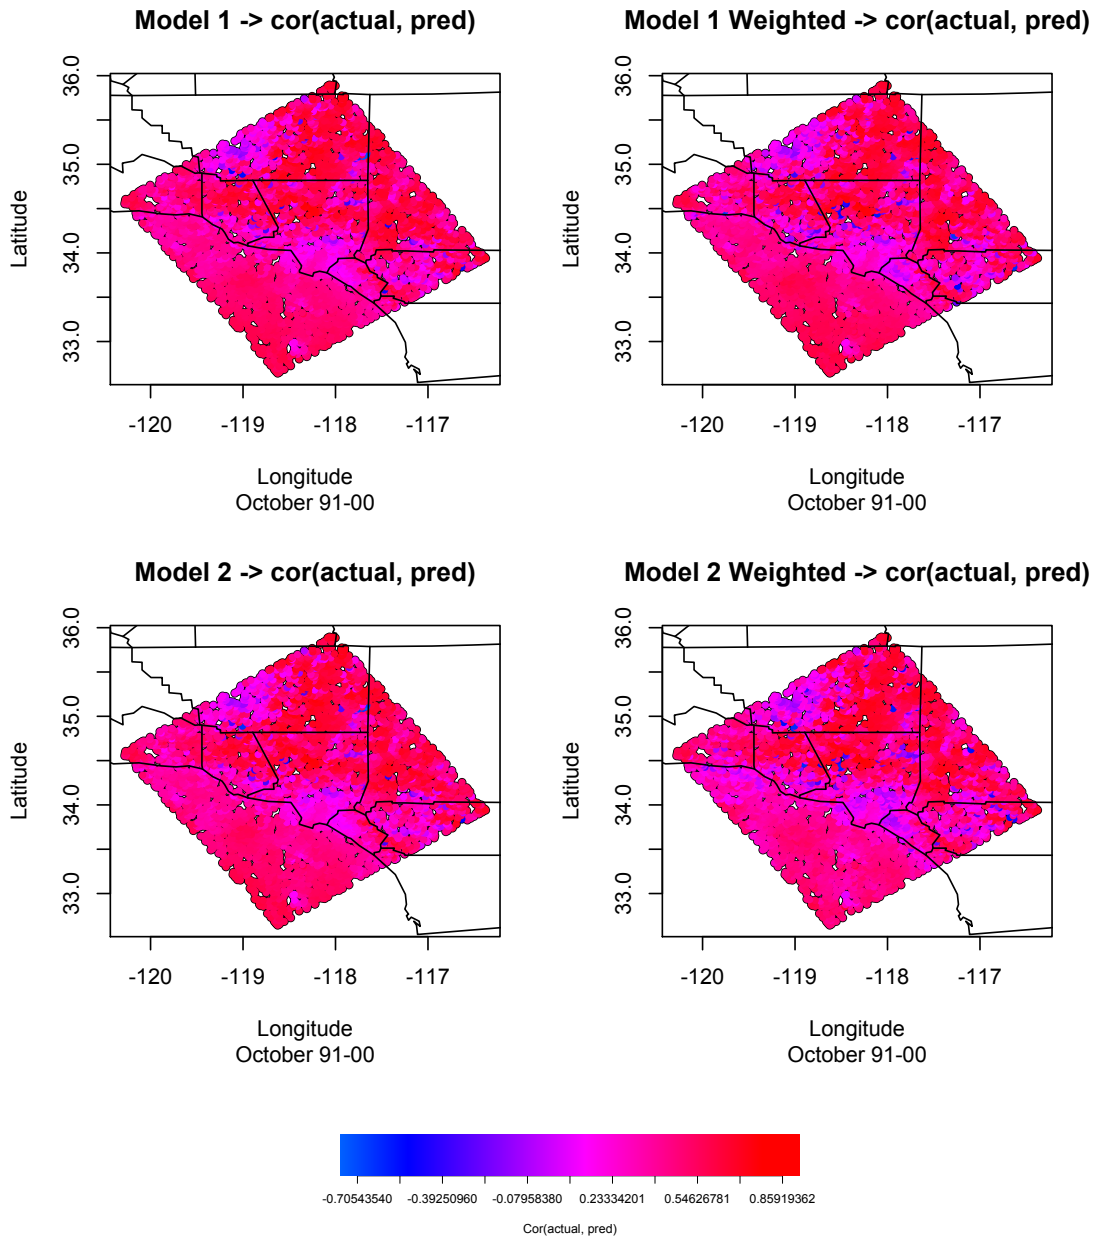 Model 1 -> cor(actual, pred)
Model 1 Weighted -> cor(actual, pred)
36.0
35.0
34.0
33.0
Latitude
-120 -119 -118 -117
Longitude
October 91-00
36.0
35.0
34.0
33.0
Latitude
-120 -119 -118 -117
Longitude
October 91-00
Model 2 -> cor(actual, pred)
Model 2 Weighted -> cor(actual, pred)
36.0
35.0
34.0
33.0
Latitude
-120 -119 -118 -117
Longitude
October 91-00
36.0
35.0
34.0
33.0
Latitude
-120 -119 -118 -117
Longitude
October 91-00
-0.70543540 -0.39250960 -0.07958380 0.23334201 0.54626781 0.85919362
Cor(actual, pred)